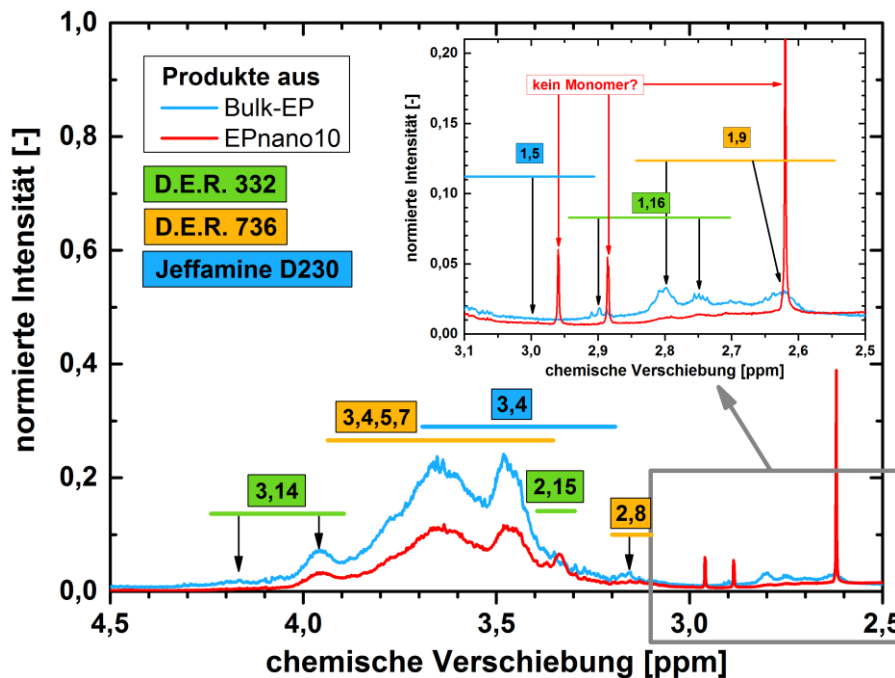 normierte Intensität [-]
1,0
0,8
0,6
0,4
0,2
0,0
4,5
4,0
3,5
3,0
2,5
chemische Verschiebung [ppm]
Produkte aus
Bulk-EP
EPnano10
D.E.R. 332
D.E.R. 736
Jeffamine D230
3,14
3,4,5,7
3,4
2,15
2,8
normierte Intensität [-]
0,20
0,15
0,10
0,05
0,00
3,1
3,0
2,9
2,8
2,7
2,6
2,5
chemische Verschiebung [ppm]
kein Monomer?
1,5
1,9
1,16